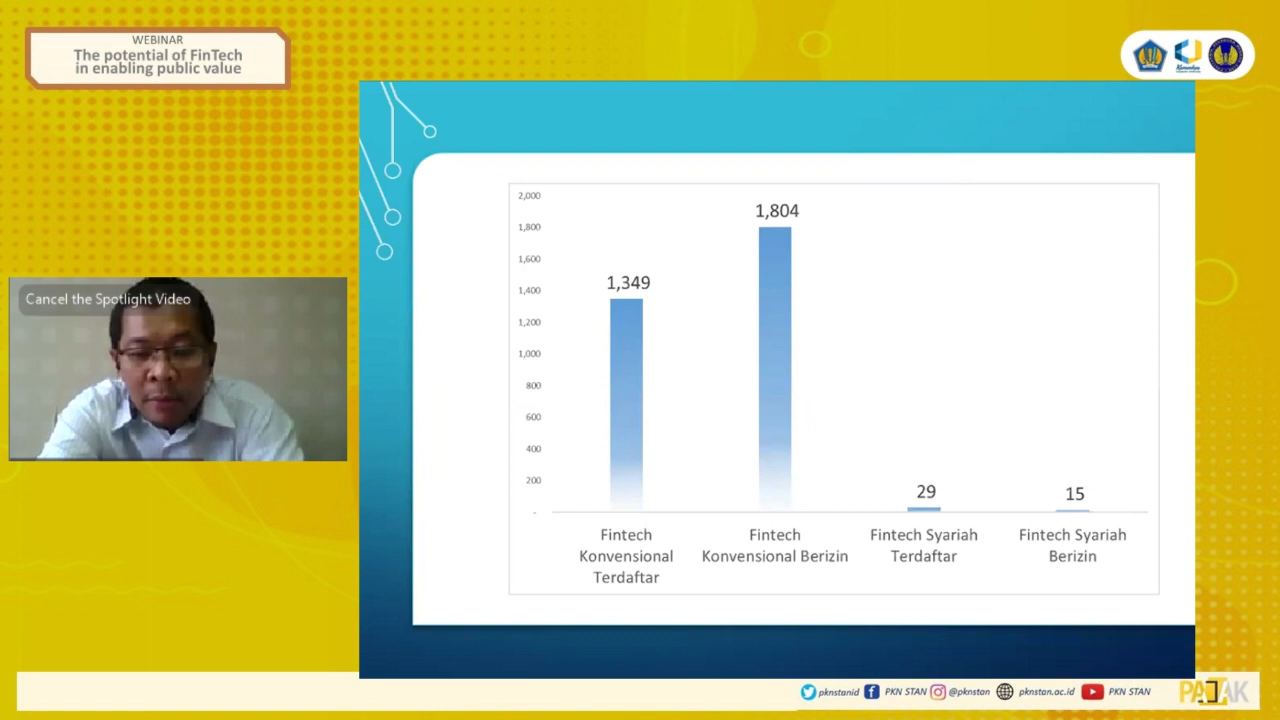 WEBINAR
The potential of FinTech
in enabling public value
Cancel the Spotlight Video
2,000
1,800
1,600
1,400
1,200
1,000
800
600
400
200
-
1,349
1,804
29
15
Fintech
Konvensional
Terdaftar
Fintech
Konvensional Berizin
Fintech Syariah
Terdaftar
Fintech Syariah
Berizin
pknstanid PKN STAN @pknstan pknstan.ac.id PKN STAN